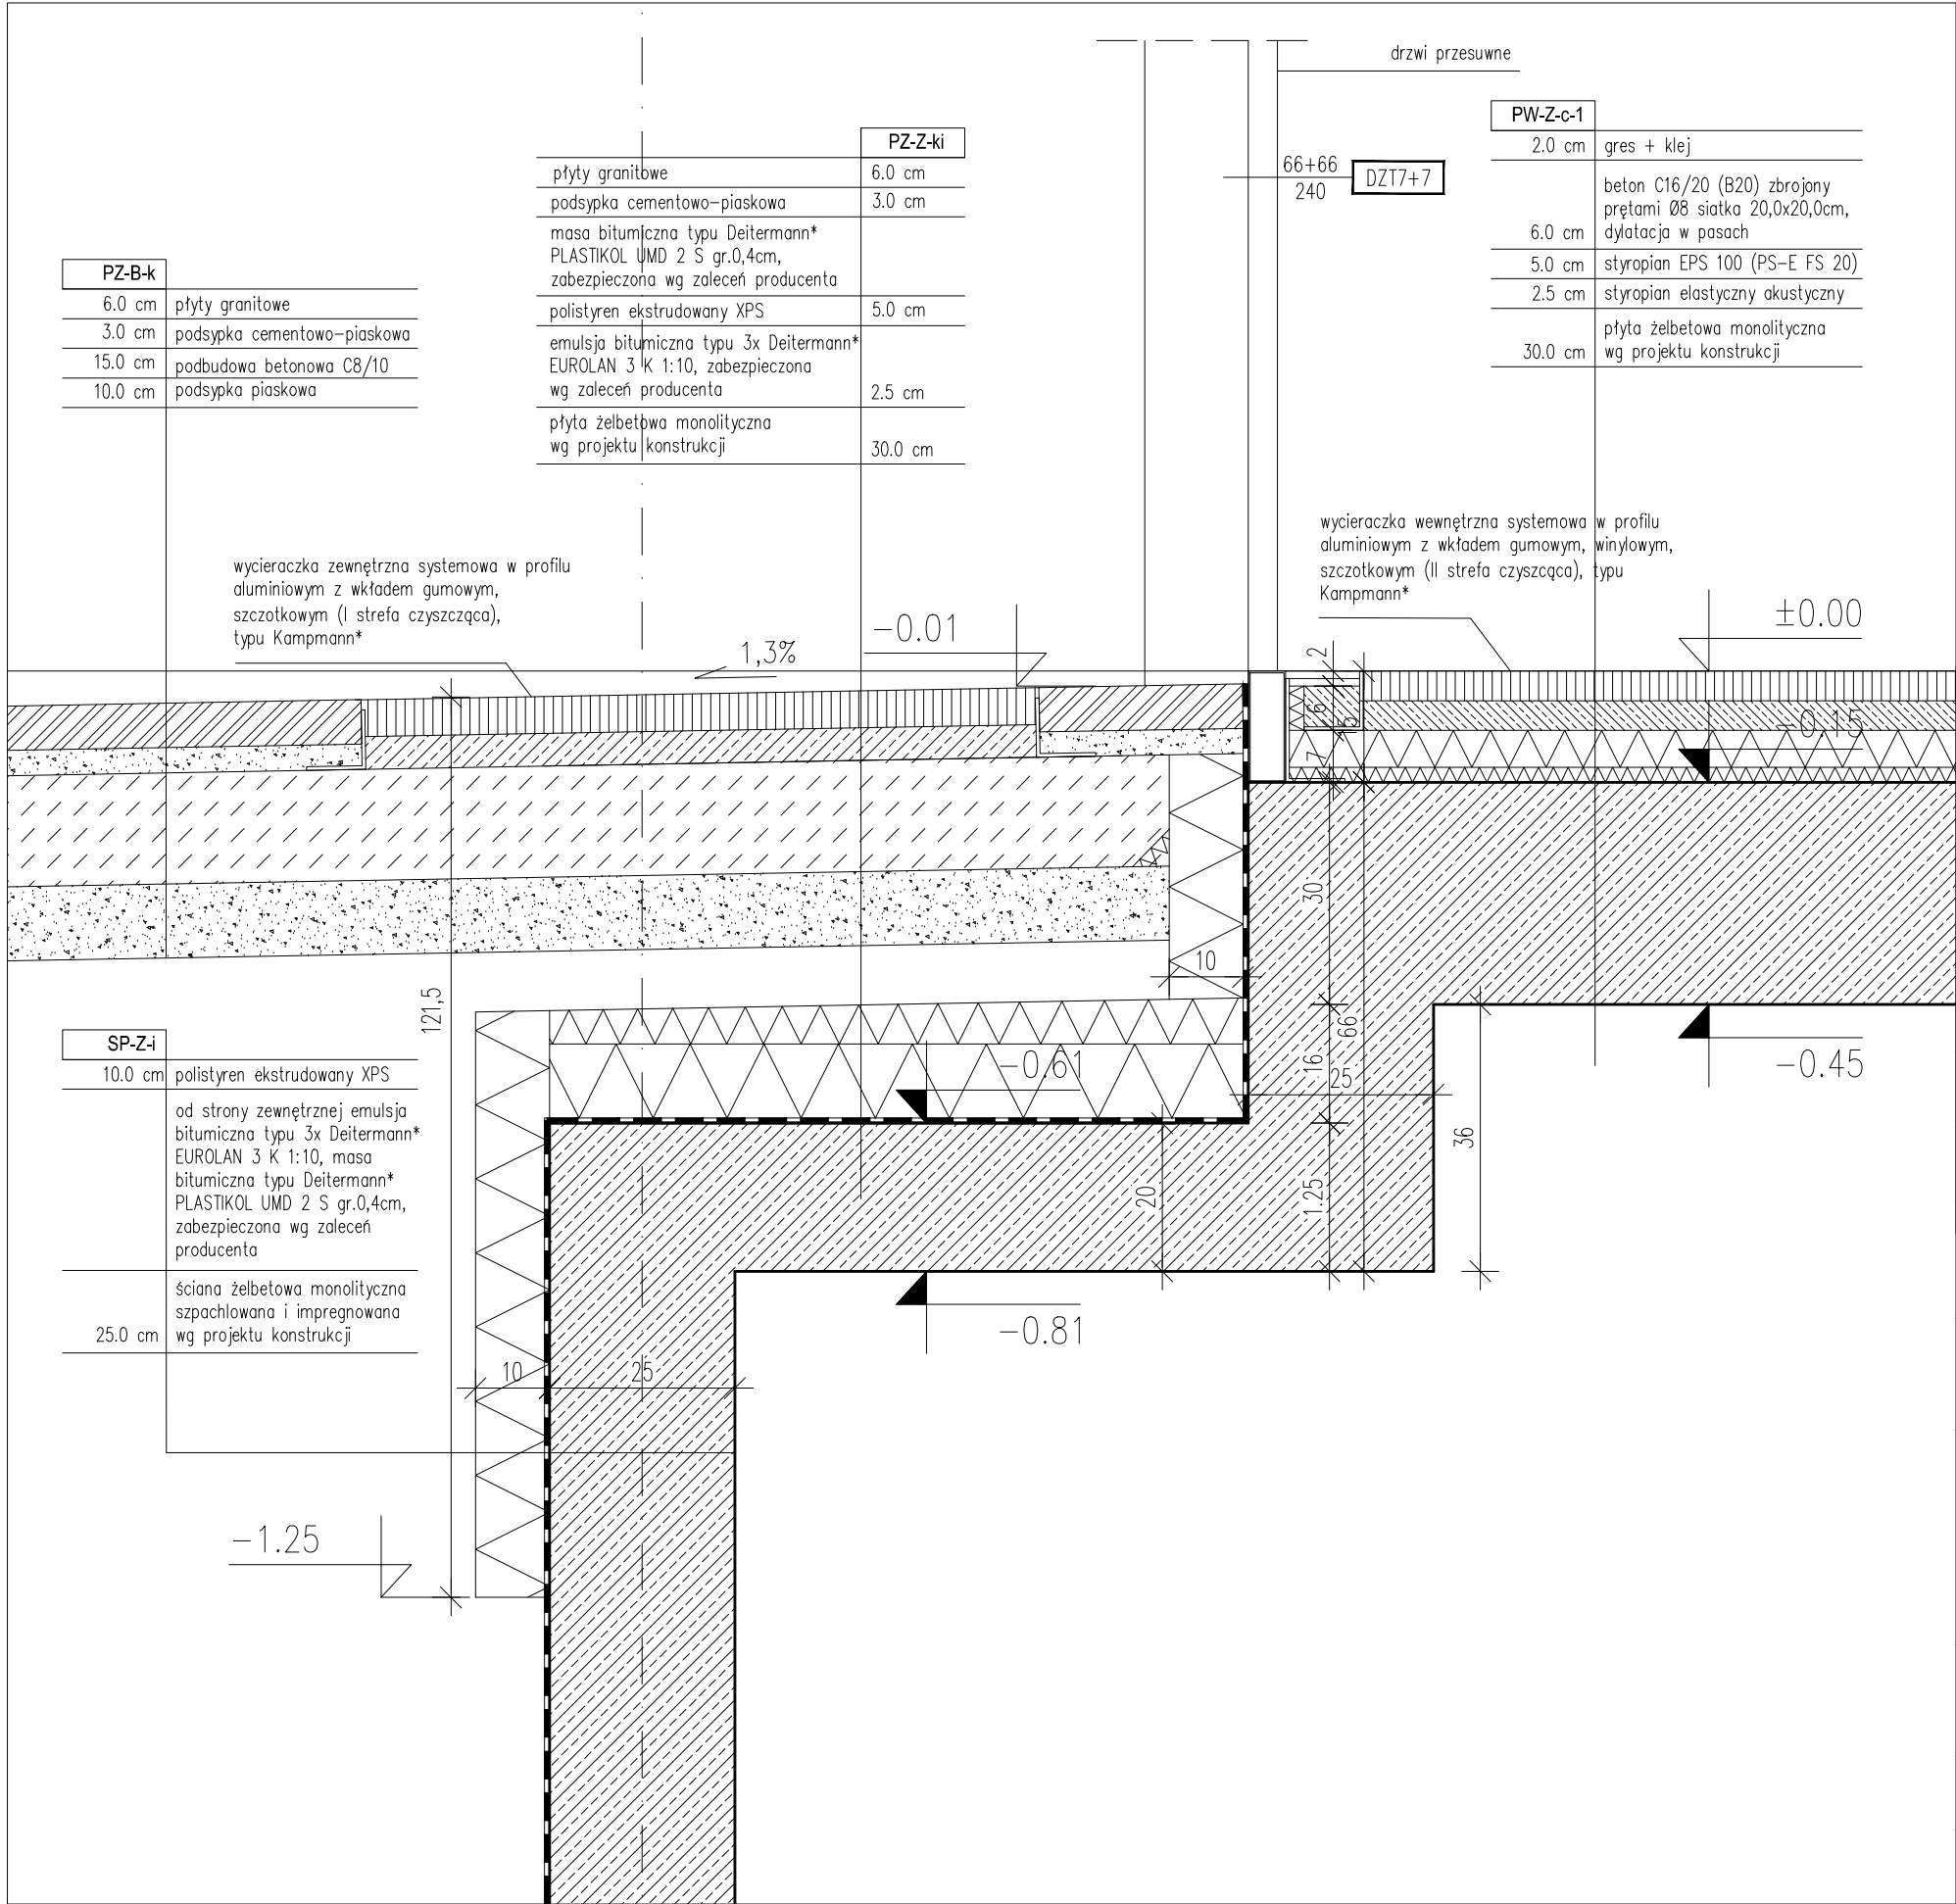 drzwi przesuwne
PW-Z-c-1
2.0 cm gres + klej
beton C16/20 (B20) zbrojony
prętami Ø8 siatka 20,0x20,0cm,
6.0 cm dylatacja w pasach
5.0 cm styropian EPS 100 (PS-E FS 20)
2.5 cm styropian elastyczny akustyczny
płyta żelbetowa monolityczna
30.0 cm wg projektu konstrukcji
66+66
240
DZT7+7
PZ-Z-ki
płyty granitowe 6.0 cm
podsypka cementowo-piaskowa 3.0 cm
masa bitumiczna typu Deitermann*
PLASTIKOL UMD 2 S gr.0,4cm,
zabezpieczona wg zaleceń producenta
polistyren ekstrudowany XPS 5.0 cm
emulsja bitumiczna typu 3x Deitermann*
EUROLAN 3 K 1:10, zabezpieczona
wg zaleceń producenta 2.5 cm
płyta żelbetowa monolityczna
wg projektu konstrukcji 30.0 cm
PZ-B-k
6.0 cm płyty granitowe
3.0 cm podsypka cementowo-piaskowa
15.0 cm podbudowa betonowa C8/10
10.0 cm podsypka piaskowa
wycieraczka zewnętrzna systemowa w profilu
aluminiowym z wkładem gumowym,
szczotkowym (I strefa czyszcząca),
typu Kampmann*
wycieraczka wewnętrzna systemowa w profilu
aluminiowym z wkładem gumowym, winylowym,
szczotkowym (II strefa czyszcąca), typu
Kampmann*
1,3%
-0.01
±0.00
2
6
5
7
-0.15
30
10
66
16
25
-0.45
121,5
-0.61
36
20
1.25
-0.81
SP-Z-i
10.0 cm polistyren ekstrudowany XPS
od strony zewnętrznej emulsja
bitumiczna typu 3x Deitermann*
EUROLAN 3 K 1:10, masa
bitumiczna typu Deitermann*
PLASTIKOL UMD 2 S gr.0,4cm,
zabezpieczona wg zaleceń
producenta
ściana żelbetowa monolityczna
szpachlowana i impregnowana
25.0 cm wg projektu konstrukcji
10
25
-1.25